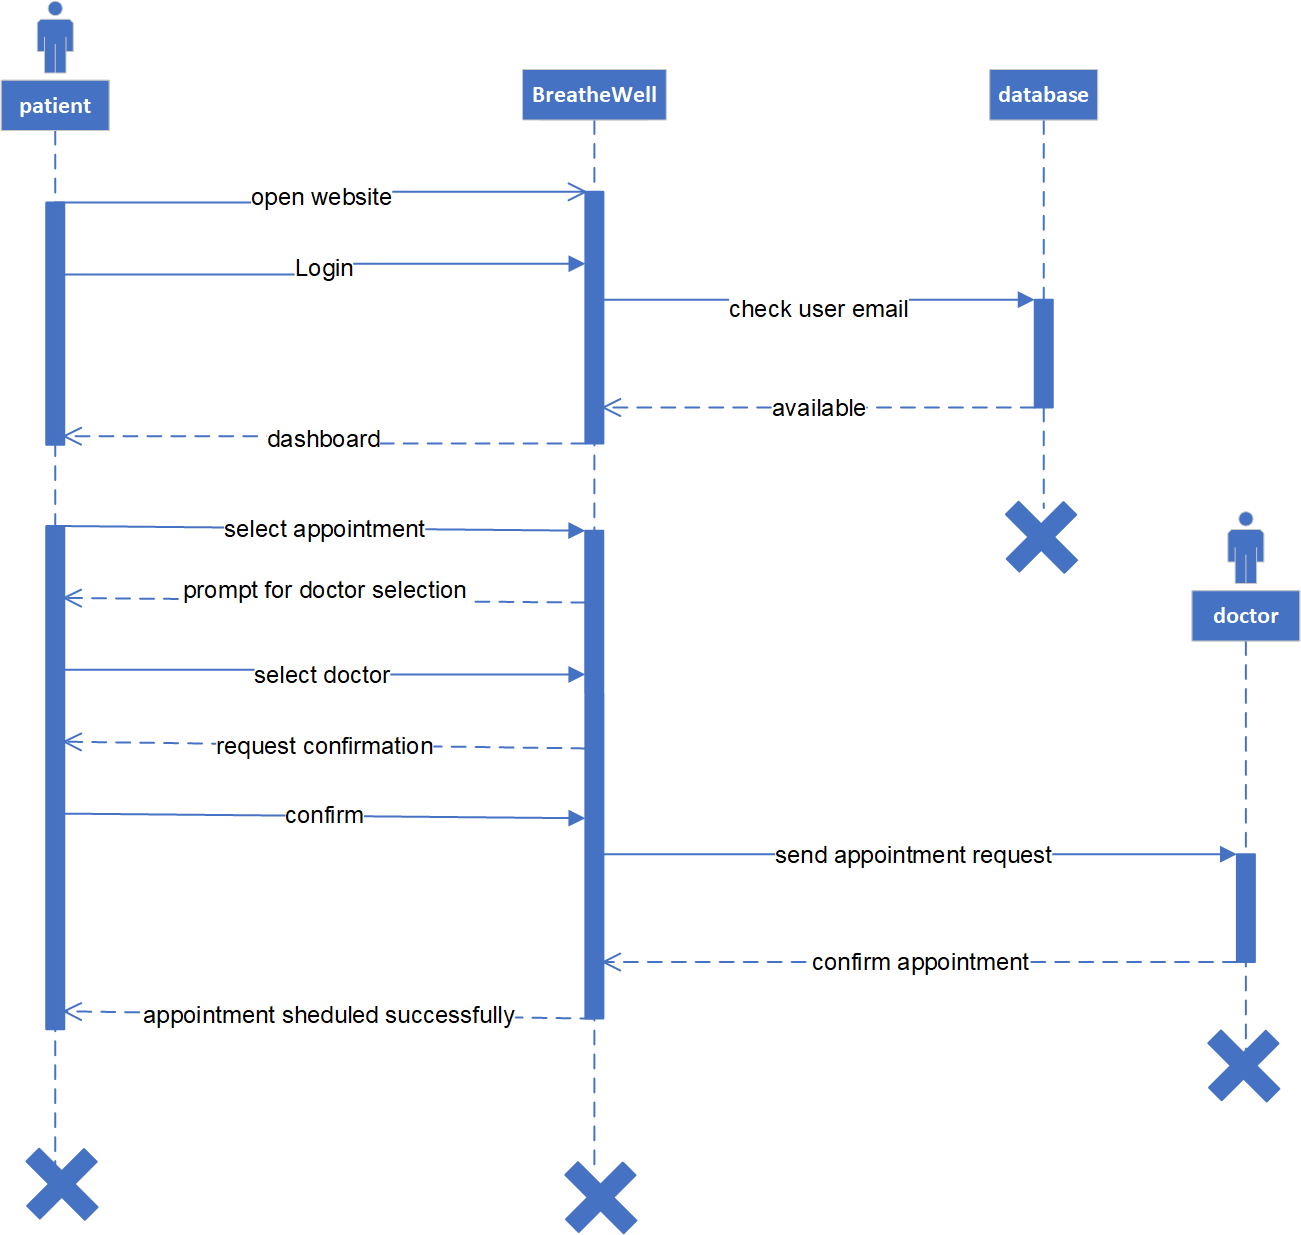 patient
BreatheWell
database
open website
Login
check user email
available
dashboard
select appointment
prompt for doctor selection
doctor
select doctor
request confirmation
confirm
send appointment request
confirm appointment
appointment sheduled successfully